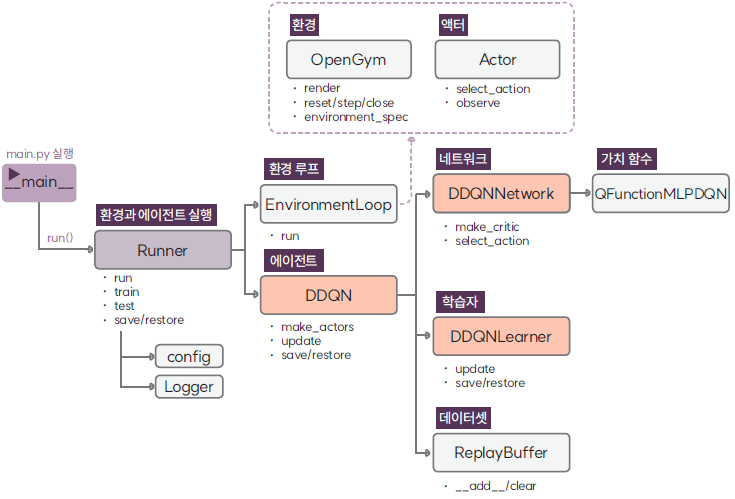 환경
OpenGym
· render
· reset/step/close
· environment_spec
액터
Actor
· select_action
· observe
main.py 실행
__main__
run()
환경과 에이전트 실행
Runner
· run
· train
· test
· save/restore
config
Logger
환경 루프
EnvironmentLoop
· run
에이전트
DDQN
· make_actors
· update
· save/restore
네트워크
DDQNNetwork
· make_critic
· select_action
가치 함수
QFunctionMLPDQN
학습자
DDQNLearner
· update
· save/restore
데이터셋
ReplayBuffer
· __add__/clear